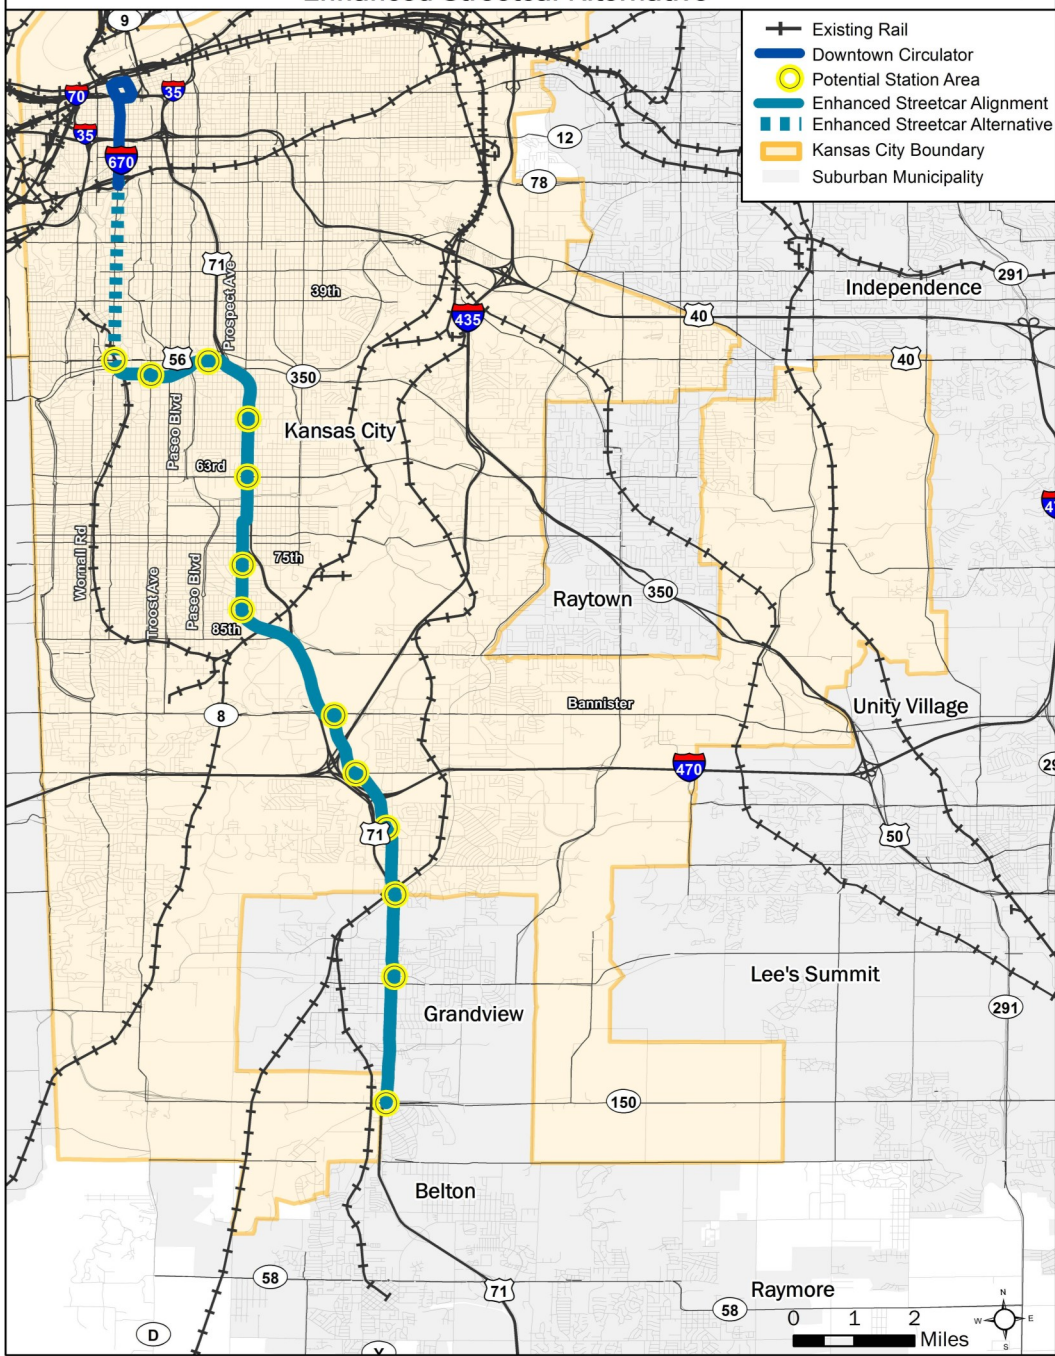 Enhanced Streetcar Alternative
Existing Rail
Downtown Circulator
Potential Station Area
Enhanced Streetcar Alignment
Enhanced Streetcar Alternative
Kansas City Boundary
Suburban Municipality
9
70
35
35
670
12
78
71
Prospect Ave
39th
435
40
291
Independence
56
350
40
Paseo Blvd
Kansas City
63rd
Wornall Rd
Troost Ave
Paseo Blvd
75th
85th
Raytown
350
8
Bannister
Unity Village
470
71
50
Lee's Summit
Grandview
291
150
Belton
58
71
58
Raymore
D
0 1 2
Miles
N
W E
S